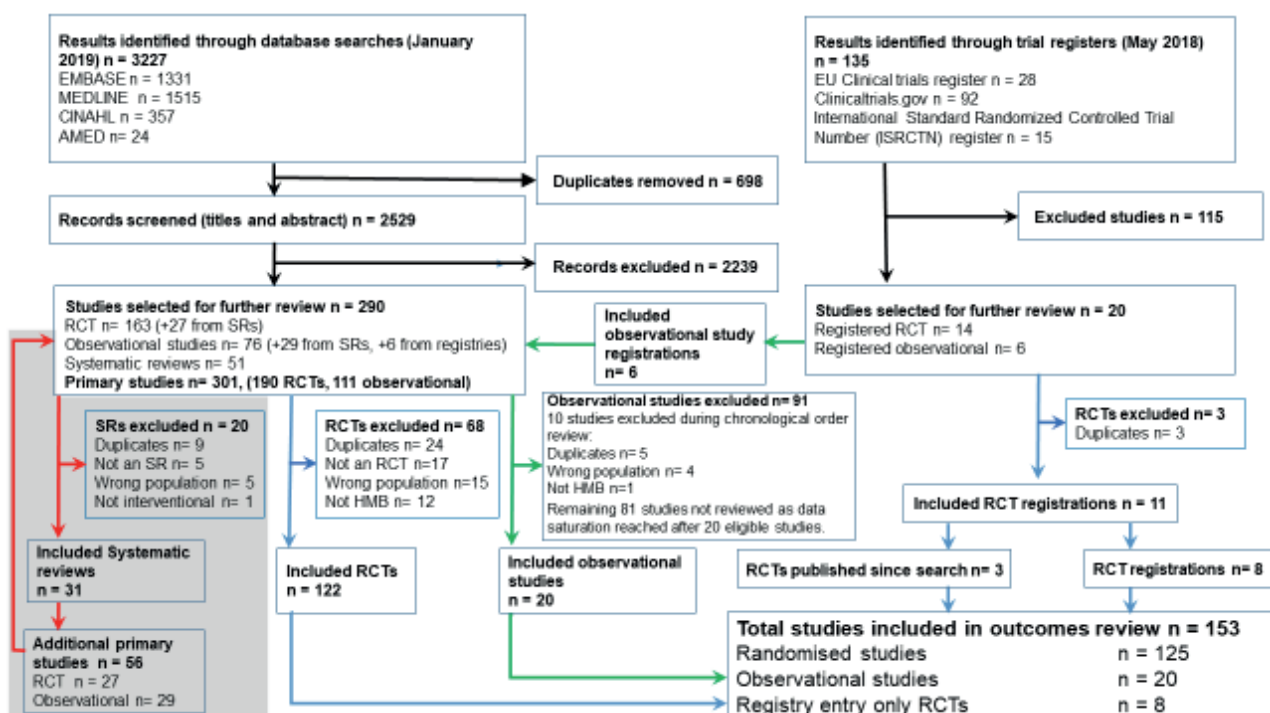 Results identified through database searches (January
2019) n = 3227
EMBASE n = 1331
MEDLINE n = 1515
CINAHL n = 357
AMED n= 24
Results identified through trial registers (May 2018)
n = 135
EU Clinical trials register n = 28
Clinicaltrials.gov n = 92
International Standard Randomized Controlled Trial
Number (ISRCTN) register n = 15
Duplicates removed n = 698
Records screened (titles and abstract) n = 2529
Excluded studies n = 115
Records excluded n = 2239
Studies selected for further review n = 290
RCT n= 163 (+27 from SRs)
Observational studies n= 76 (+29 from SRs, +6 from registries)
Systematic reviews n= 51
Primary studies n= 301, (190 RCTs, 111 observational)
Included
observational study
registrations
n= 6
Studies selected for further review n = 20
Registered RCT n= 14
Registered observational n= 6
SRs excluded n = 20
Duplicates n= 9
Not an SR n= 5
Wrong population n= 5
Not interventional n= 1
RCTs excluded n= 68
Duplicates n= 24
Not an RCT n=17
Wrong population n=15
Not HMB n= 12
Observational studies excluded n= 91
10 studies excluded during chronological order
review:
Duplicates n= 5
Wrong population n= 4
Not HMB n=1
Remaining 81 studies not reviewed as data
saturation reached after 20 eligible studies.
RCTs excluded n= 3
Duplicates n= 3
Included RCT registrations n= 11
Included Systematic
reviews
n = 31
Included RCTs
n = 122
Included observational
studies
n = 20
RCTs published since search n= 3
RCT registrations n= 8
Additional primary
studies n= 56
RCT n = 27
Observational n= 29
Total studies included in outcomes review n = 153
Randomised studies n = 125
Observational studies n = 20
Registry entry only RCTs n = 8